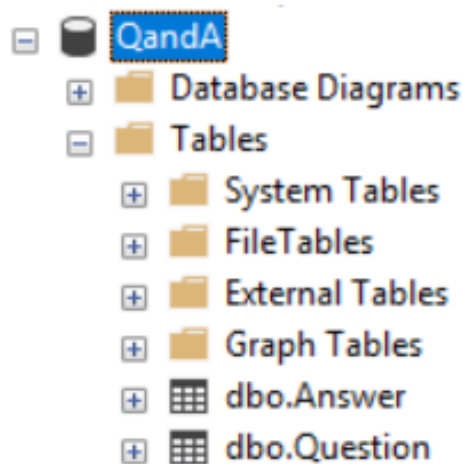 QandA
Database Diagrams
Tables
System Tables
FileTables
External Tables
Graph Tables
dbo.Answer
dbo.Question